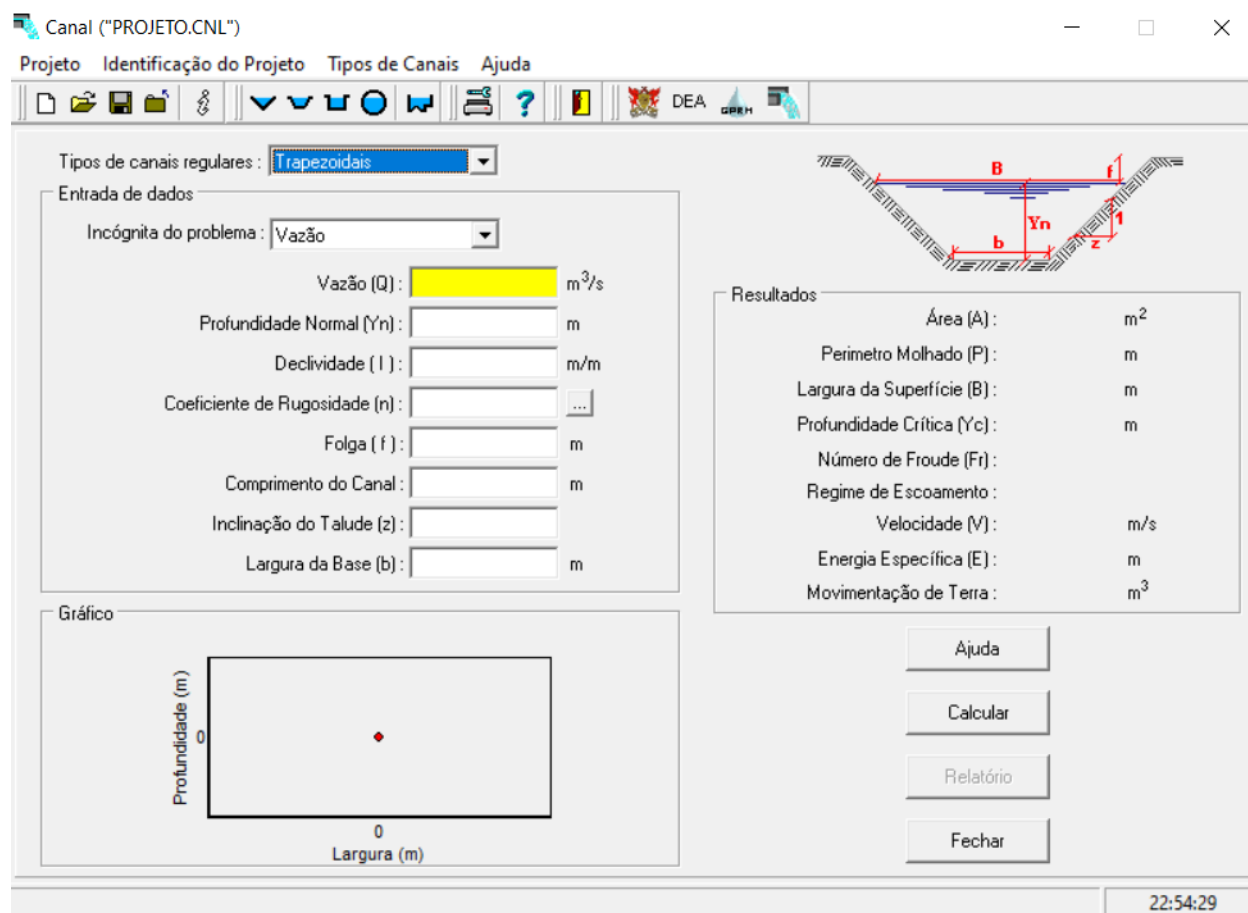 Canal ("PROJETO.CNL")
Projeto Identificação do Projeto Tipos de Canais Ajuda
DEA GPRH
Tipos de canais regulares : Trapezoidais
Entrada de dados
Incógnita do problema : Vazão
Vazão (Q) : m³/s
Profundidade Normal (Yn) : m
Declividade ( I ) : m/m
Coeficiente de Rugosidade (n) : ...
Folga ( f ) : m
Comprimento do Canal : m
Inclinação do Talude (z) :
Largura da Base (b) : m
Gráfico
Profundidade (m)
0
0
Largura (m)
B f
Yn 1
b z
Resultados
Área (A) : m²
Perimetro Molhado (P) : m
Largura da Superfície (B) : m
Profundidade Crítica (Yc) : m
Número de Froude (Fr) :
Regime de Escoamento :
Velocidade (V) : m/s
Energia Específica (E) : m
Movimentação de Terra : m³
Ajuda
Calcular
Relatório
Fechar
22:54:29